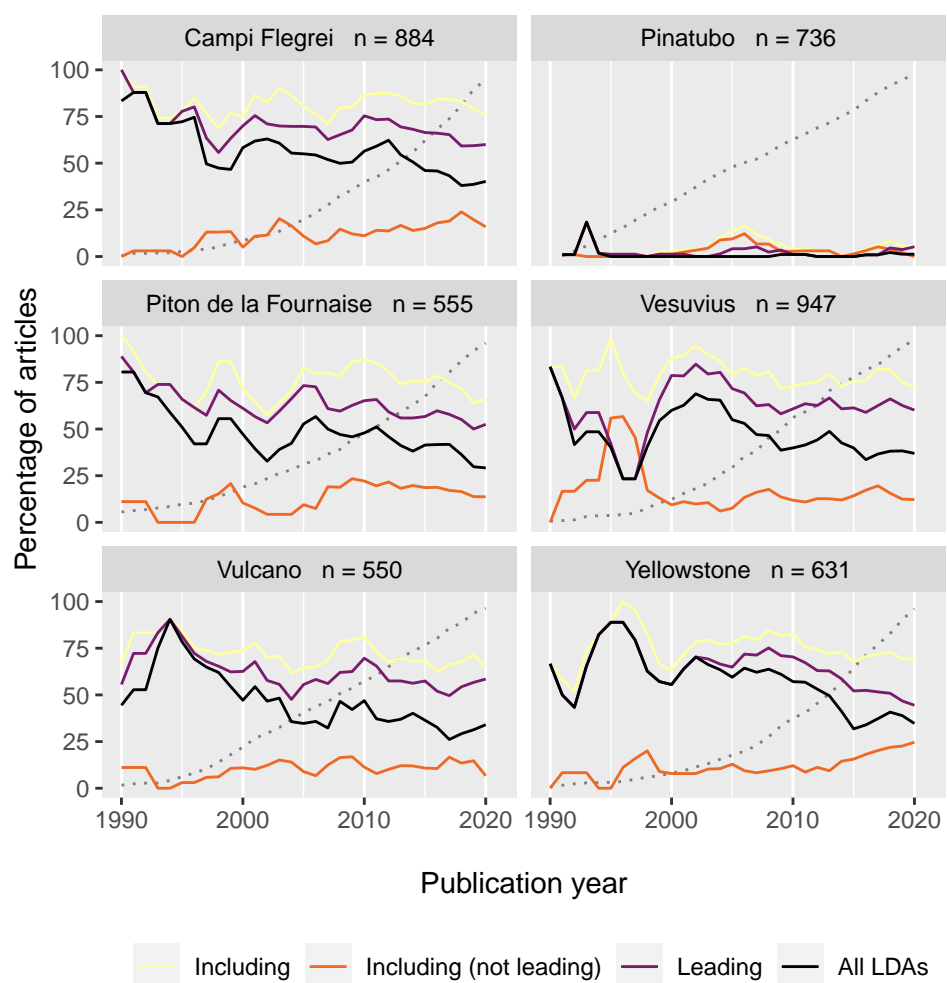 Campi Flegrei n = 884
Pinatubo n = 736
100
75
50
25
0
Piton de la Fournaise n = 555
Vesuvius n = 947
100
75
50
25
0
Vulcano n = 550
Yellowstone n = 631
100
75
50
25
0
1990 2000 2010 2020
1990 2000 2010 2020
Percentage of articles
Publication year
Including Including (not leading) Leading All LDAs